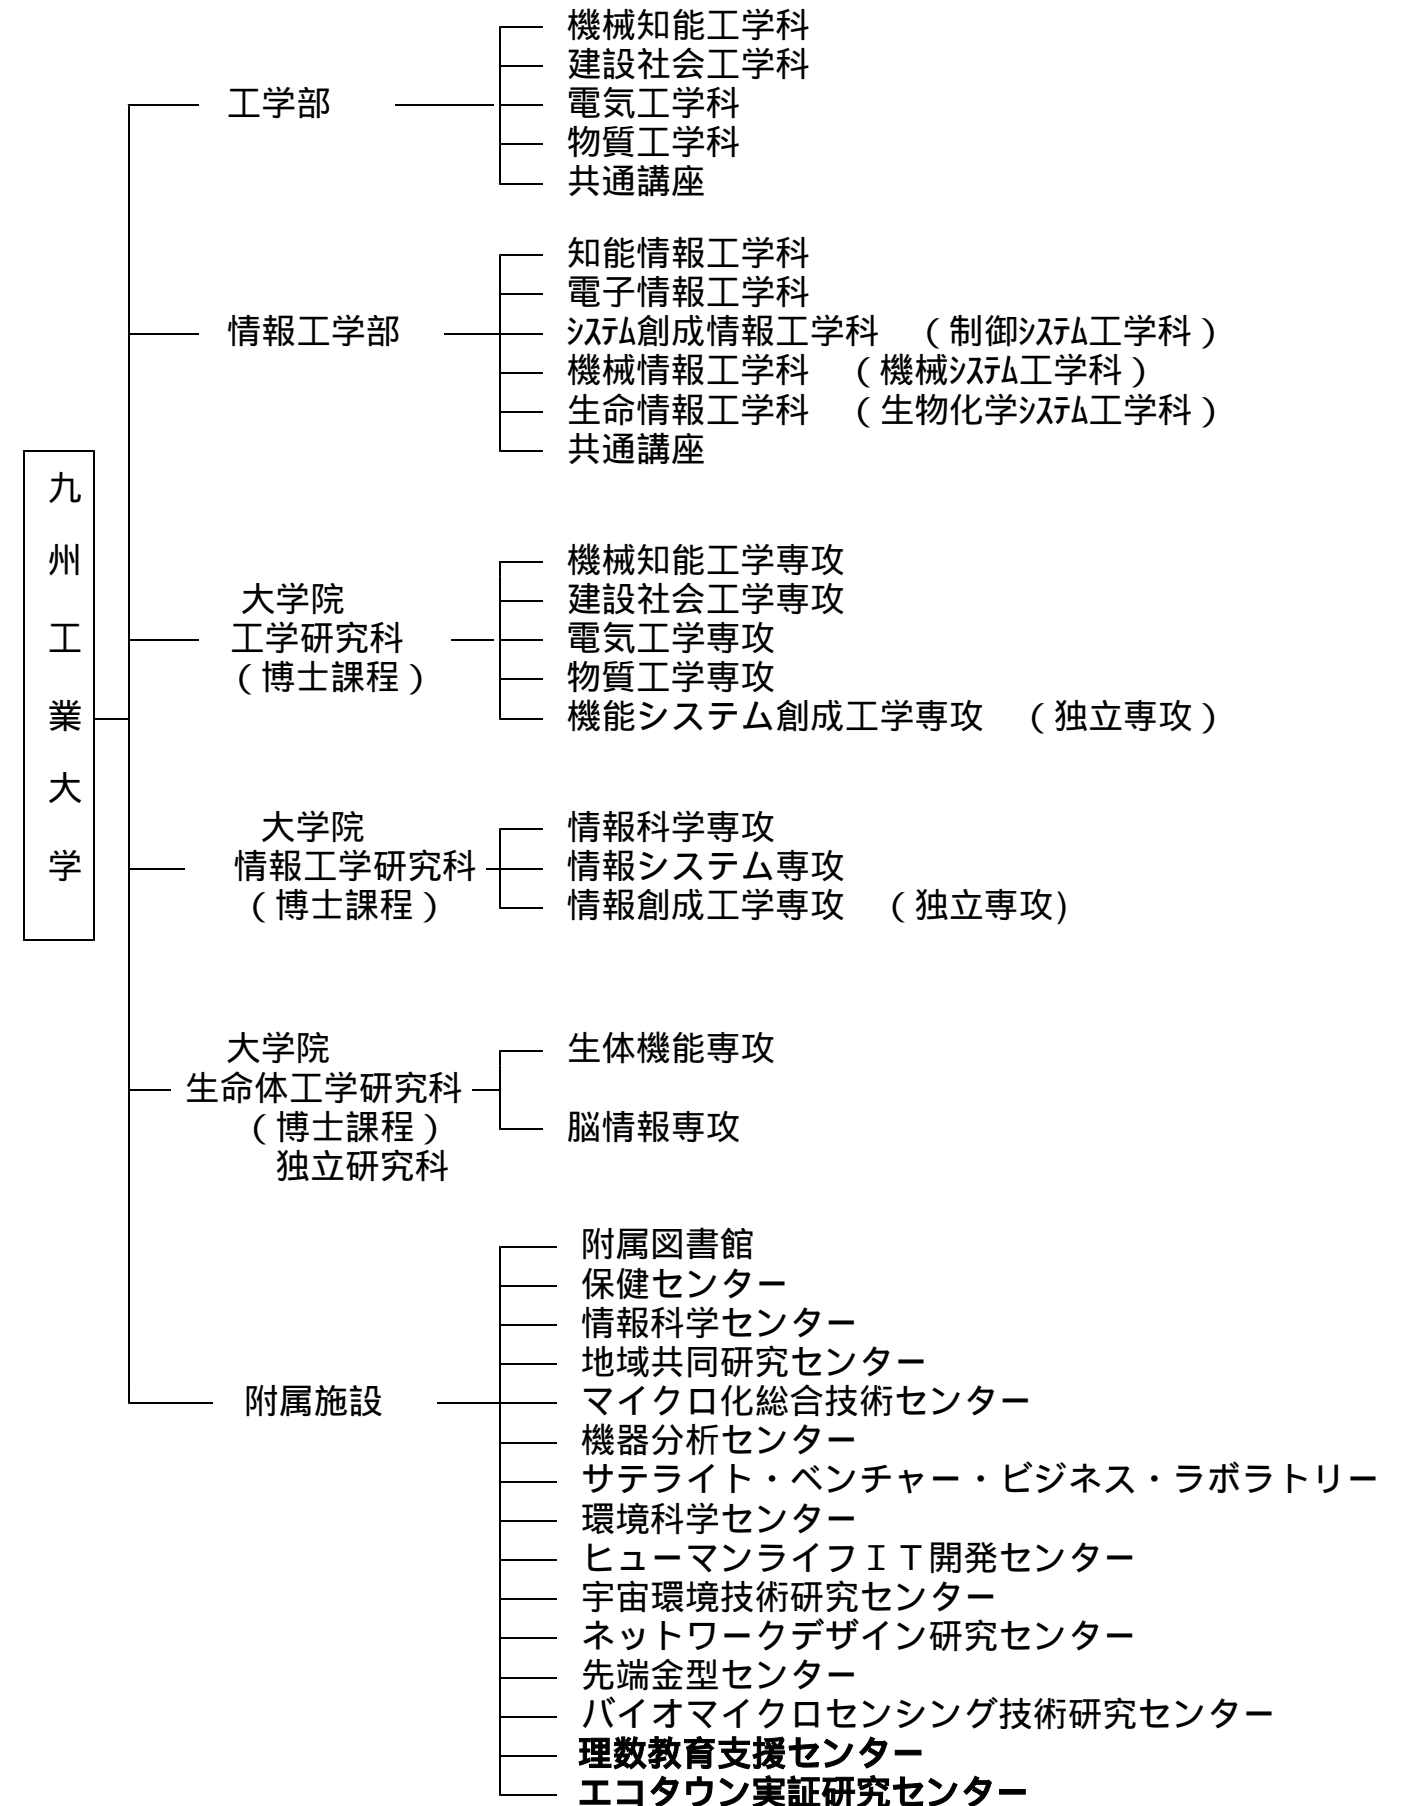 九州工業大学
工学部
機械知能工学科
建設社会工学科
電気工学科
物質工学科
共通講座
情報工学部
知能情報工学科
電子情報工学科
ｼｽﾃﾑ創成情報工学科 （制御ｼｽﾃﾑ工学科）
機械情報工学科 （機械ｼｽﾃﾑ工学科）
生命情報工学科 （生物化学ｼｽﾃﾑ工学科）
共通講座
大学院
工学研究科
（博士課程）
機械知能工学専攻
建設社会工学専攻
電気工学専攻
物質工学専攻
機能システム創成工学専攻 （独立専攻）
大学院
情報工学研究科
（博士課程）
情報科学専攻
情報システム専攻
情報創成工学専攻 （独立専攻)
大学院
生命体工学研究科
（博士課程）
独立研究科
生体機能専攻
脳情報専攻
附属施設
附属図書館
保健センター
情報科学センター
地域共同研究センター
マイクロ化総合技術センター
機器分析センター
サテライト・ベンチャー・ビジネス・ラボラトリー
環境科学センター
ヒューマンライフＩＴ開発センター
宇宙環境技術研究センター
ネットワークデザイン研究センター
先端金型センター
バイオマイクロセンシング技術研究センター
理数教育支援センター
エコタウン実証研究センター